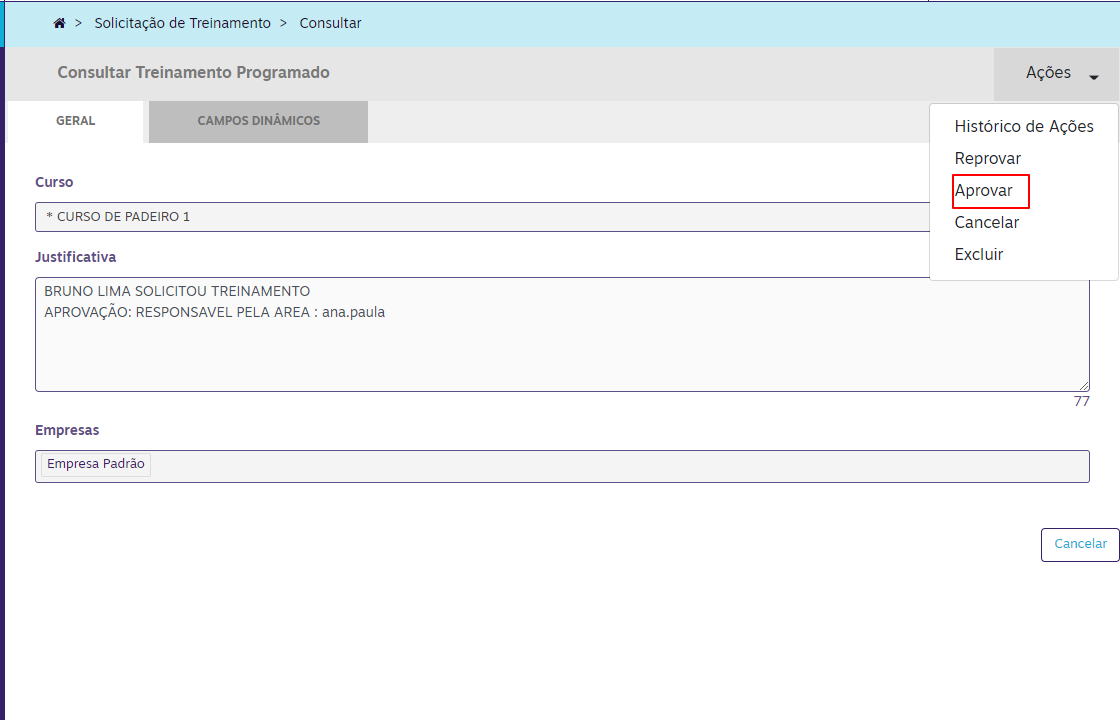 > Solicitação de Treinamento > Consultar
Consultar Treinamento Programado
Ações
GERAL
CAMPOS DINÂMICOS
Histórico de Ações
Reprovar
Aprovar
Cancelar
Excluir
Curso
* CURSO DE PADEIRO 1
Justificativa
BRUNO LIMA SOLICITOU TREINAMENTO
APROVAÇÃO: RESPONSAVEL PELA AREA : ana.paula
77
Empresas
Empresa Padrão
Cancelar